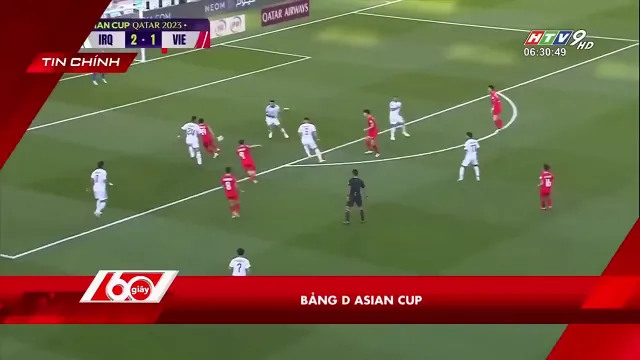 ASIAN CUP QATAR 2023
IRQ 2 - 1 VIE
NEOM
QATAR AIRWAYS
HTV9 HD
06:30:49
TIN CHÍNH
60 giây
BẢNG D ASIAN CUP